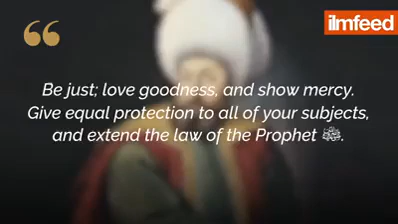 ilmfeed
“
Be just; love goodness, and show mercy.
Give equal protection to all of your subjects,
and extend the law of the Prophet ﷺ.